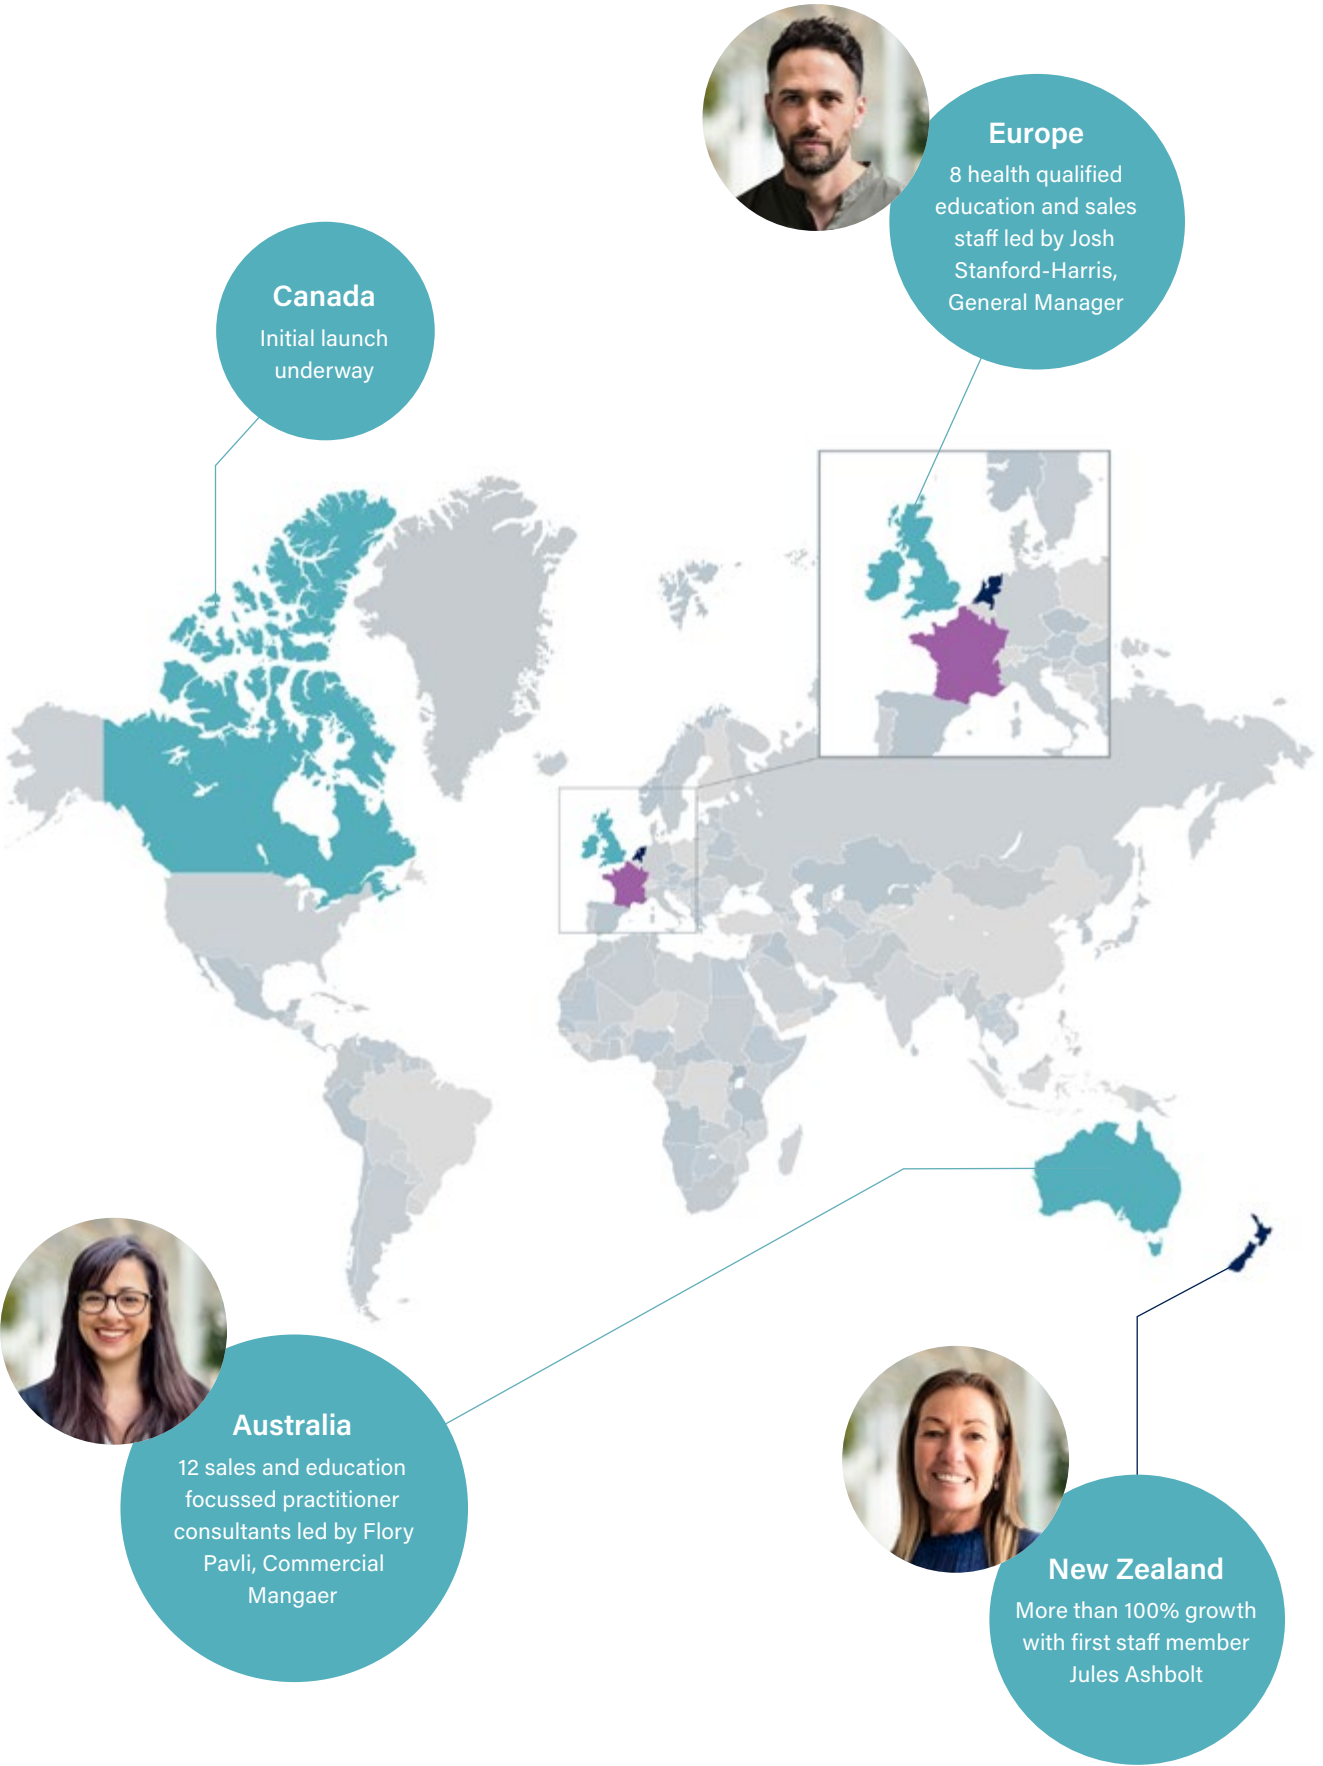 Europe
8 health qualified
education and sales
staff led by Josh
Stanford-Harris,
General Manager
Canada
Initial launch
underway
Australia
12 sales and education
focussed practitioner
consultants led by Flory
Pavli, Commercial
Mangaer
New Zealand
More than 100% growth
with first staff member
Jules Ashbolt